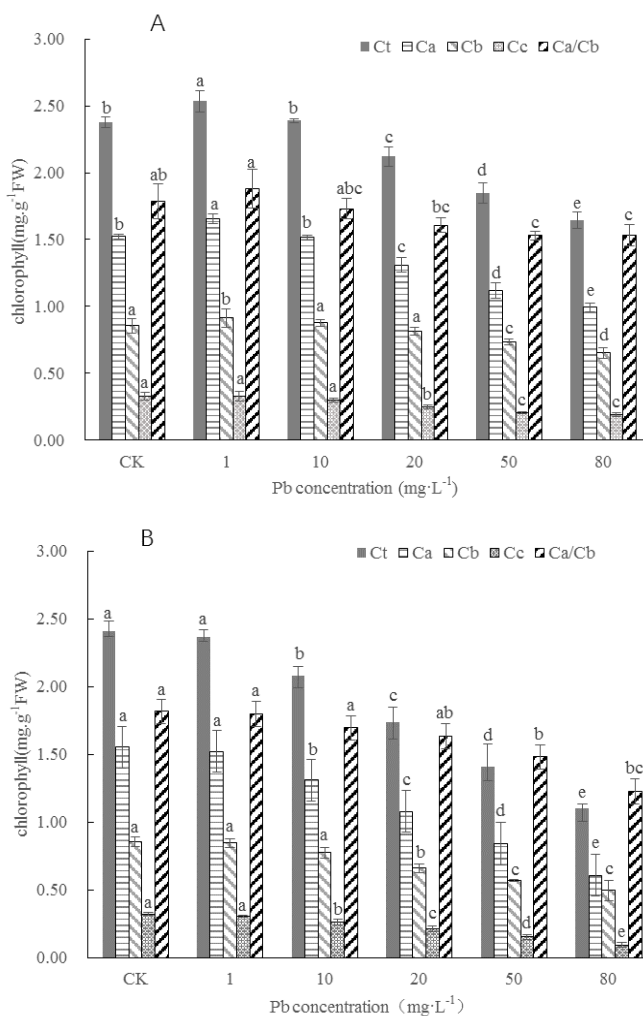 A
Ct Ca Cb Cc Ca/Cb
chlorophyll(mg.g⁻¹FW)
3.00
2.50
2.00
1.50
1.00
0.50
0.00
b b a a ab
a a b a a
b b a a abc
c c a b bc
d d c c c
e e d c c
CK 1 10 20 50 80
Pb concentration (mg·L⁻¹)
B
Ct Ca Cb Cc Ca/Cb
chlorophyll(mg.g⁻¹FW)
3.00
2.50
2.00
1.50
1.00
0.50
0.00
a a a a a
a a a a a
b b a b a
c c b c ab
d d c d b
e e c e bc
CK 1 10 20 50 80
Pb concentration（mg·L⁻¹）